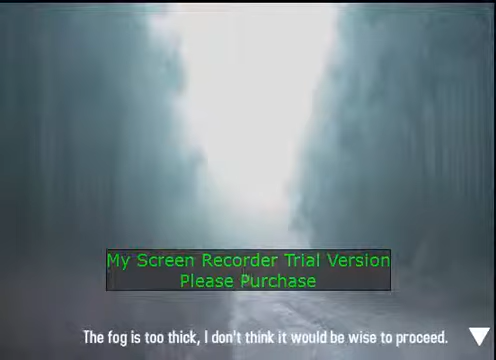 My Screen Recorder Trial Version
Please Purchase
The fog is too thick, I don't think it would be wise to proceed.